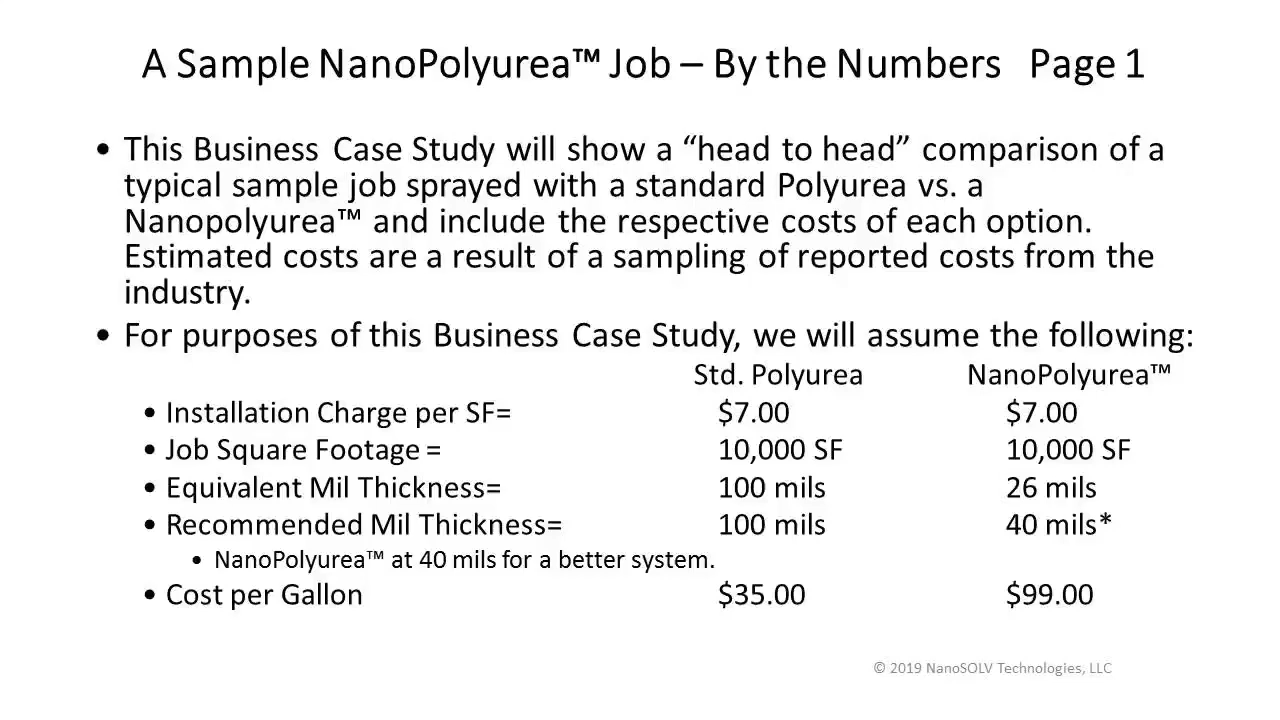 A Sample NanoPolyurea™ Job – By the Numbers Page 1
• This Business Case Study will show a “head to head” comparison of a
typical sample job sprayed with a standard Polyurea vs. a
Nanopolyurea™ and include the respective costs of each option.
Estimated costs are a result of a sampling of reported costs from the
industry.
• For purposes of this Business Case Study, we will assume the following:
Std. Polyurea NanoPolyurea™
• Installation Charge per SF= $7.00 $7.00
• Job Square Footage = 10,000 SF 10,000 SF
• Equivalent Mil Thickness= 100 mils 26 mils
• Recommended Mil Thickness= 100 mils 40 mils*
• NanoPolyurea™ at 40 mils for a better system.
• Cost per Gallon $35.00 $99.00
© 2019 NanoSOLV Technologies, LLC